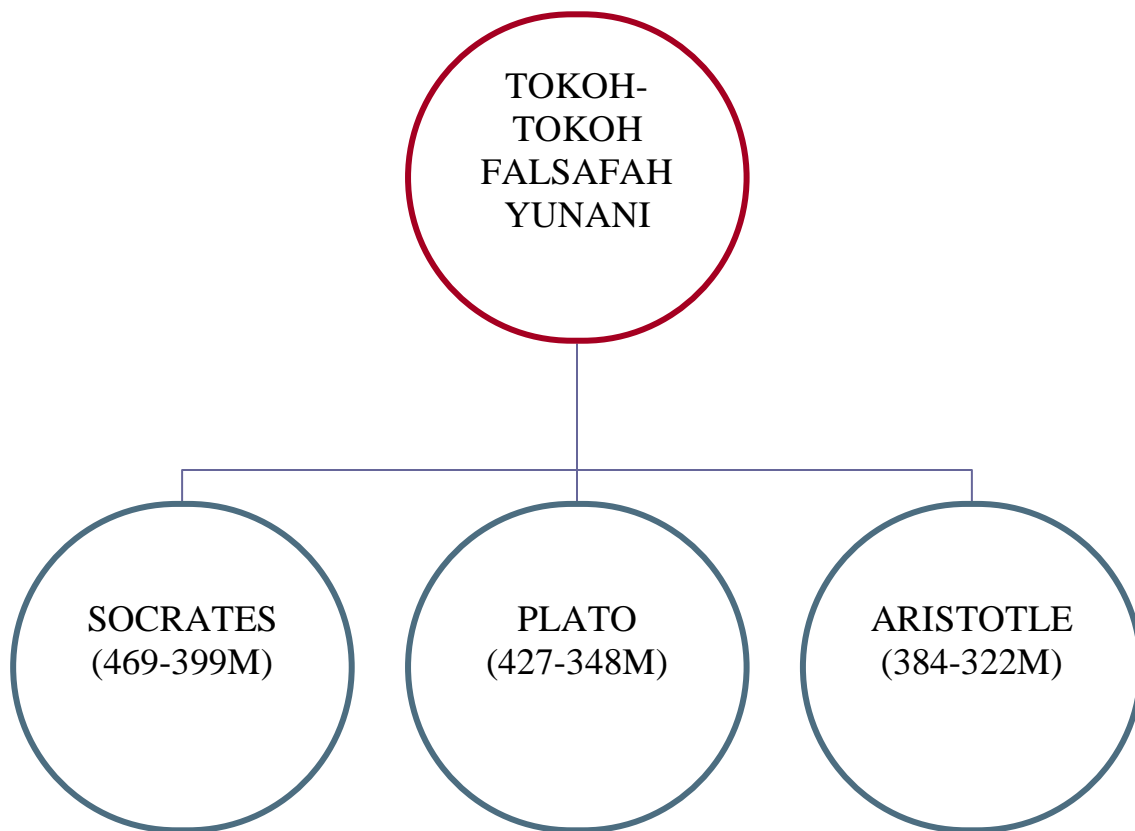 TOKOH-
TOKOH
FALSAFAH
YUNANI
SOCRATES
(469-399M)
PLATO
(427-348M)
ARISTOTLE
(384-322M)